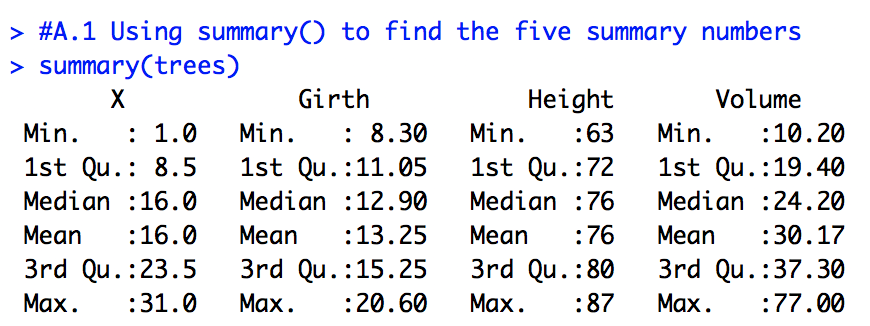 > #A.1 Using summary() to find the five summary numbers
> summary(trees)
       X            Girth           Height       Volume
 Min.   : 1.0   Min.   : 8.30   Min.   :63   Min.   :10.20
 1st Qu.: 8.5   1st Qu.:11.05   1st Qu.:72   1st Qu.:19.40
 Median :16.0   Median :12.90   Median :76   Median :24.20
 Mean   :16.0   Mean   :13.25   Mean   :76   Mean   :30.17
 3rd Qu.:23.5   3rd Qu.:15.25   3rd Qu.:80   3rd Qu.:37.30
 Max.   :31.0   Max.   :20.60   Max.   :87   Max.   :77.00